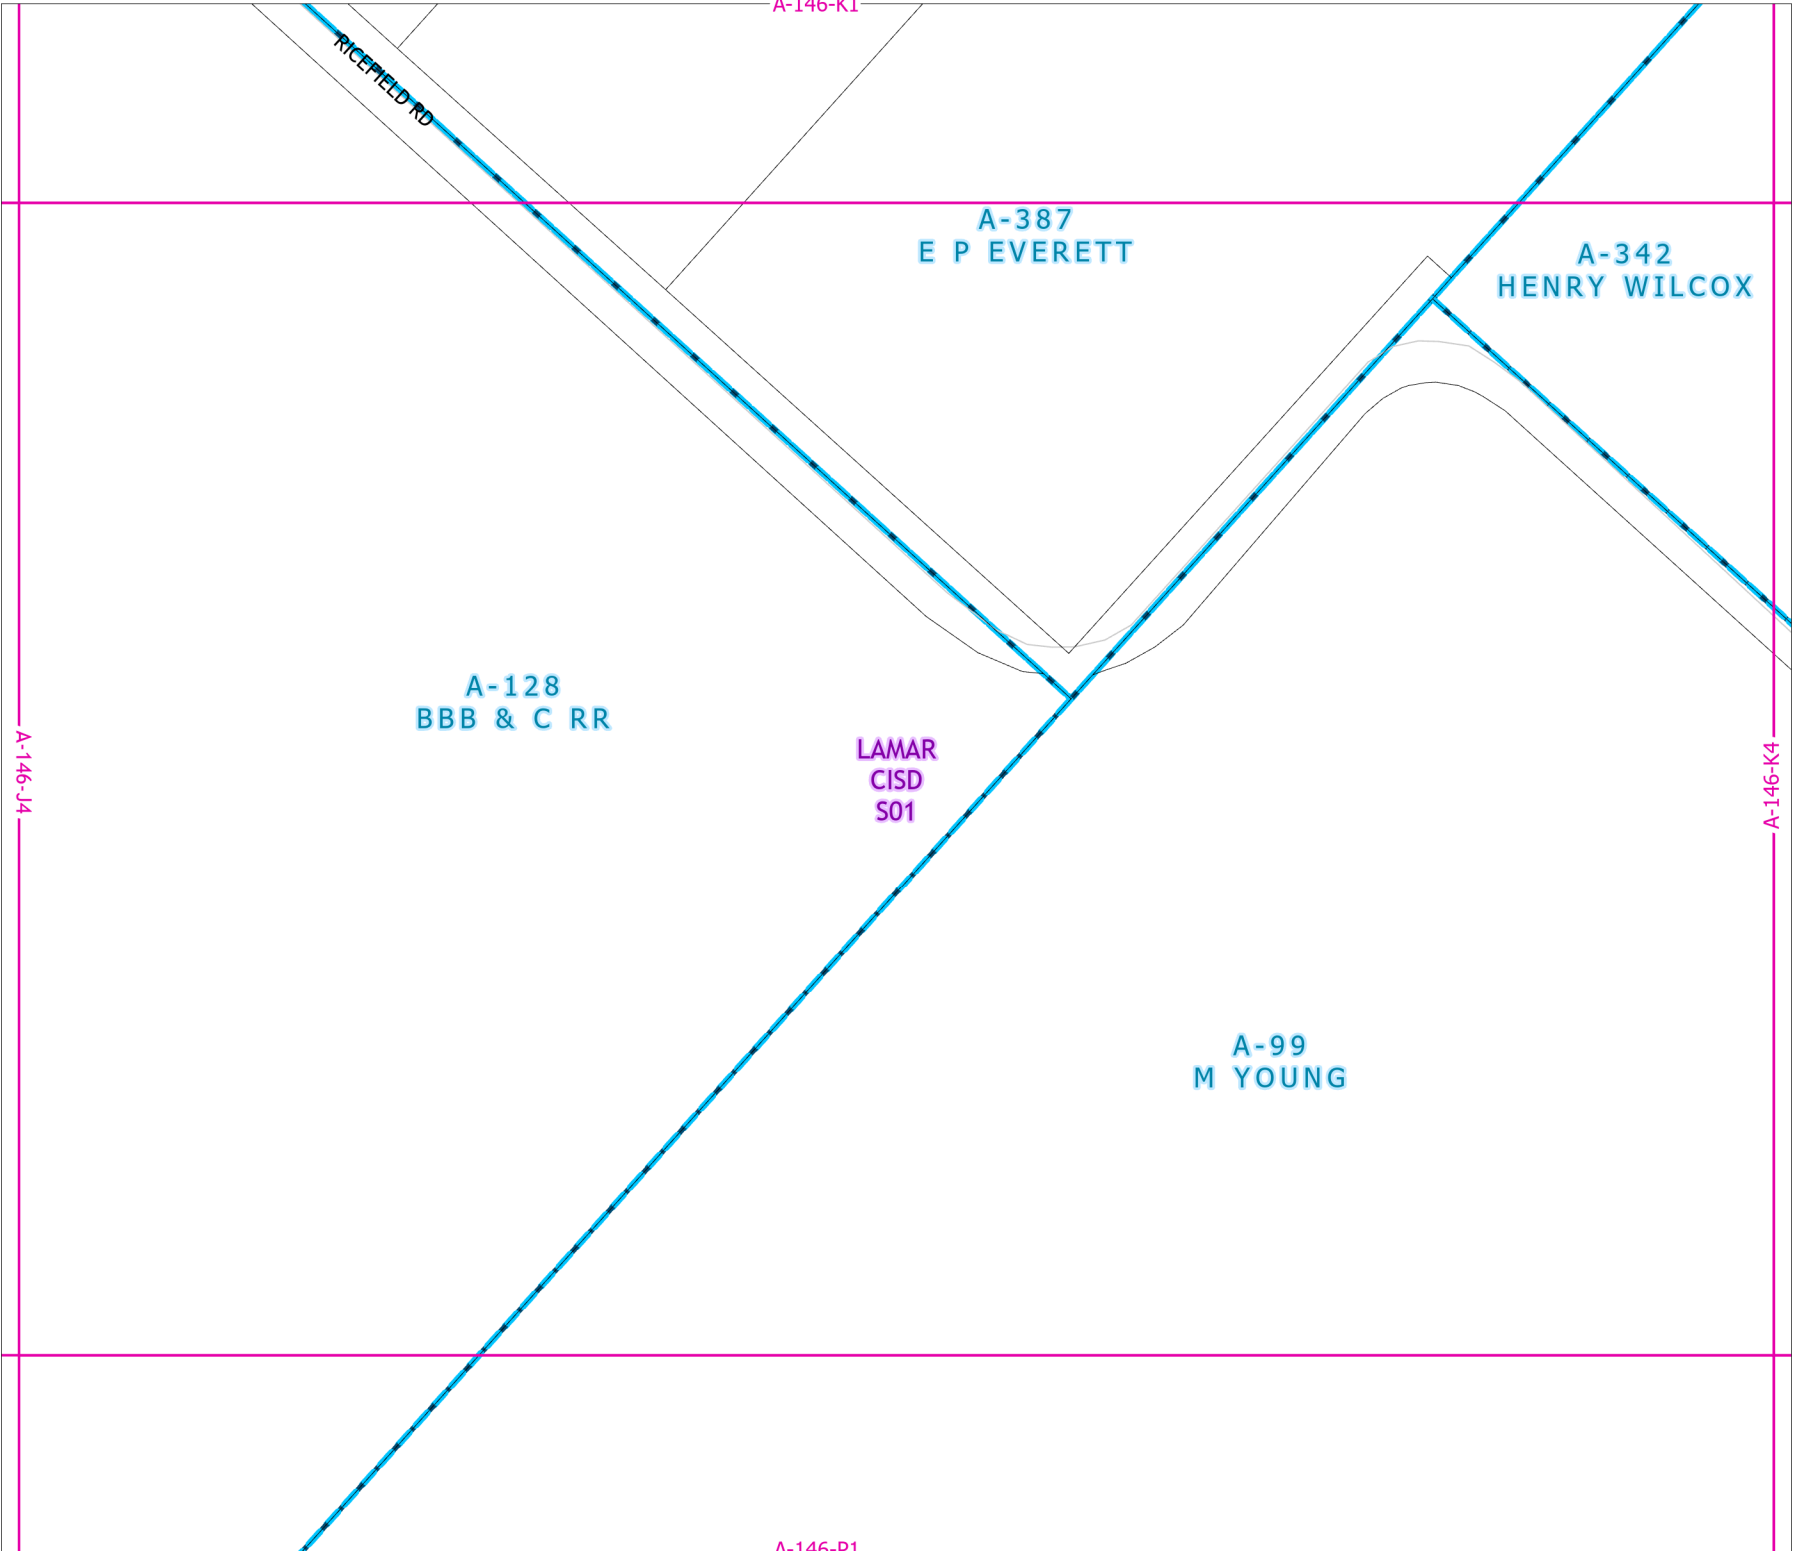 A-146-K1
RICEFIELD RD
A-387
E P EVERETT
A-342
HENRY WILCOX
A-128
BBB & C RR
LAMAR
CISD
S01
A-146-J4
A-146-K4
A-99
M YOUNG
A-146-P1